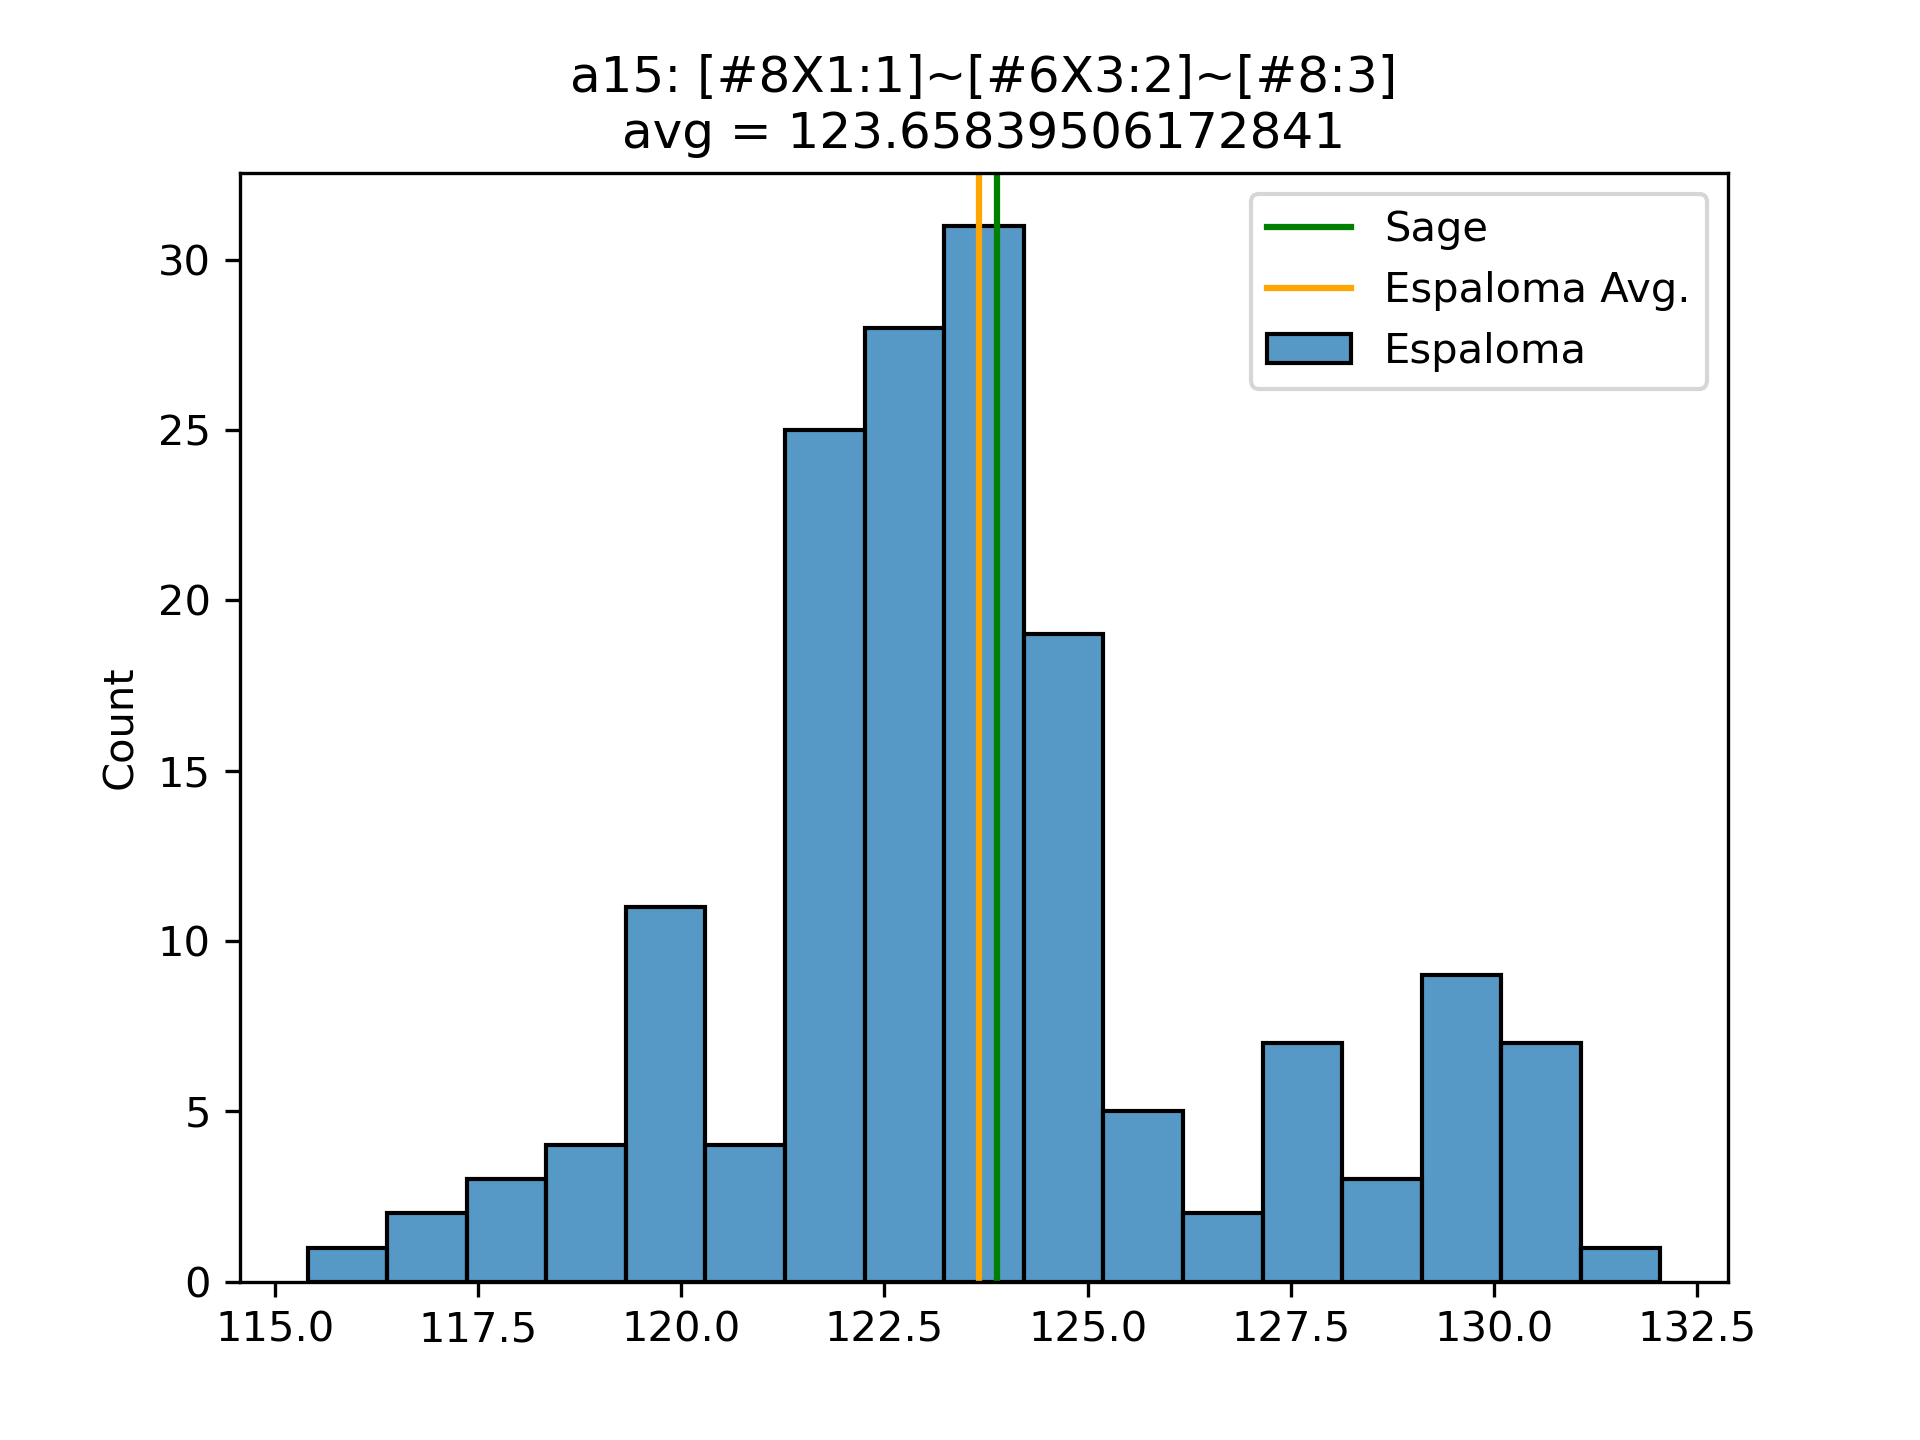 a15: [#8X1:1]~[#6X3:2]~[#8:3]
avg = 123.65839506172841
Sage
Espaloma Avg.
Espaloma
Count
30
25
20
15
10
5
0
115.0 117.5 120.0 122.5 125.0 127.5 130.0 132.5